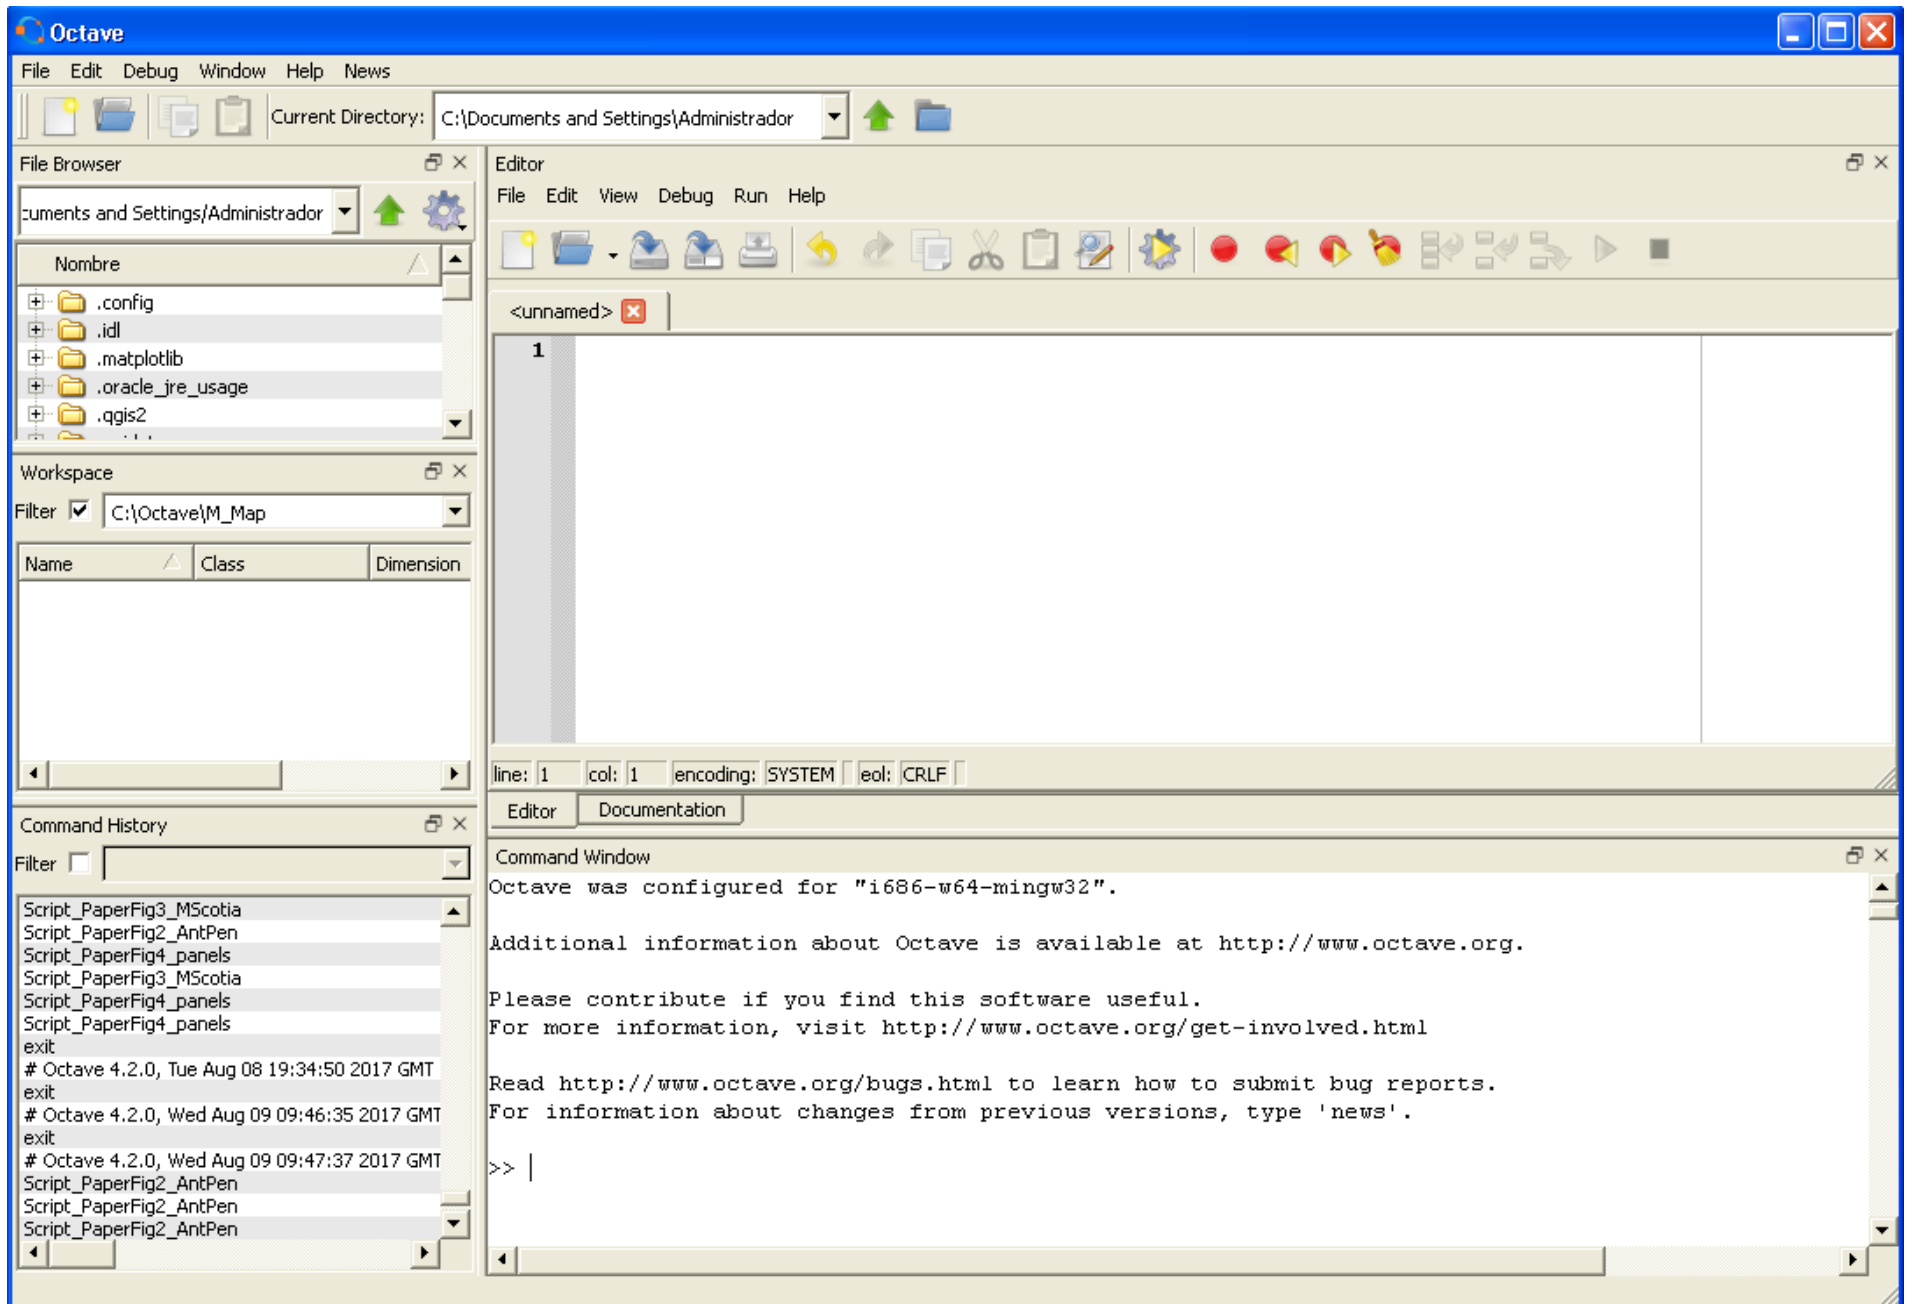 Octave
File Edit Debug Window Help News
Current Directory: C:\Documents and Settings\Administrador
File Browser
cuments and Settings/Administrador
Nombre
.config
.idl
.matplotlib
.oracle_jre_usage
.qgis2
Workspace
Filter C:\Octave\M_Map
Name Class Dimension
Command History
Filter
Script_PaperFig3_MScotia
Script_PaperFig2_AntPen
Script_PaperFig4_panels
Script_PaperFig3_MScotia
Script_PaperFig4_panels
Script_PaperFig4_panels
exit
# Octave 4.2.0, Tue Aug 08 19:34:50 2017 GMT
exit
# Octave 4.2.0, Wed Aug 09 09:46:35 2017 GMT
exit
# Octave 4.2.0, Wed Aug 09 09:47:37 2017 GMT
Script_PaperFig2_AntPen
Script_PaperFig2_AntPen
Script_PaperFig2_AntPen
Editor
File Edit View Debug Run Help
<unnamed>
1
line: 1 col: 1 encoding: SYSTEM eol: CRLF
Editor Documentation
Command Window
Octave was configured for "i686-w64-mingw32".
Additional information about Octave is available at http://www.octave.org.
Please contribute if you find this software useful.
For more information, visit http://www.octave.org/get-involved.html
Read http://www.octave.org/bugs.html to learn how to submit bug reports.
For information about changes from previous versions, type 'news'.
>>